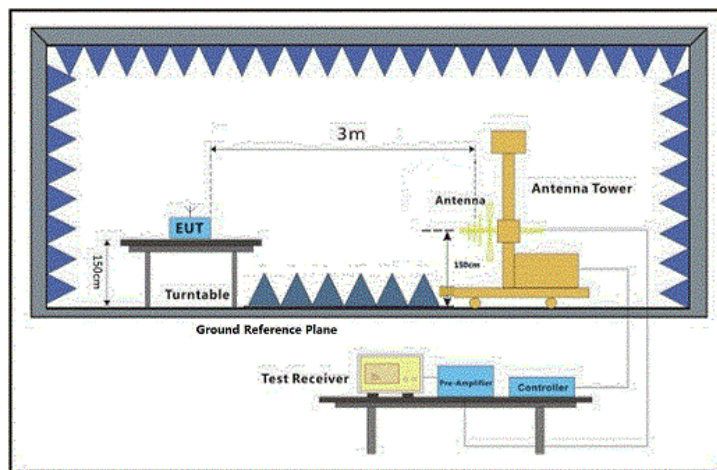 3m
Antenna Tower
Antenna
EUT
150cm
150cm
Turntable
Ground Reference Plane
Test Receiver
Pre-Amplifier
Controller